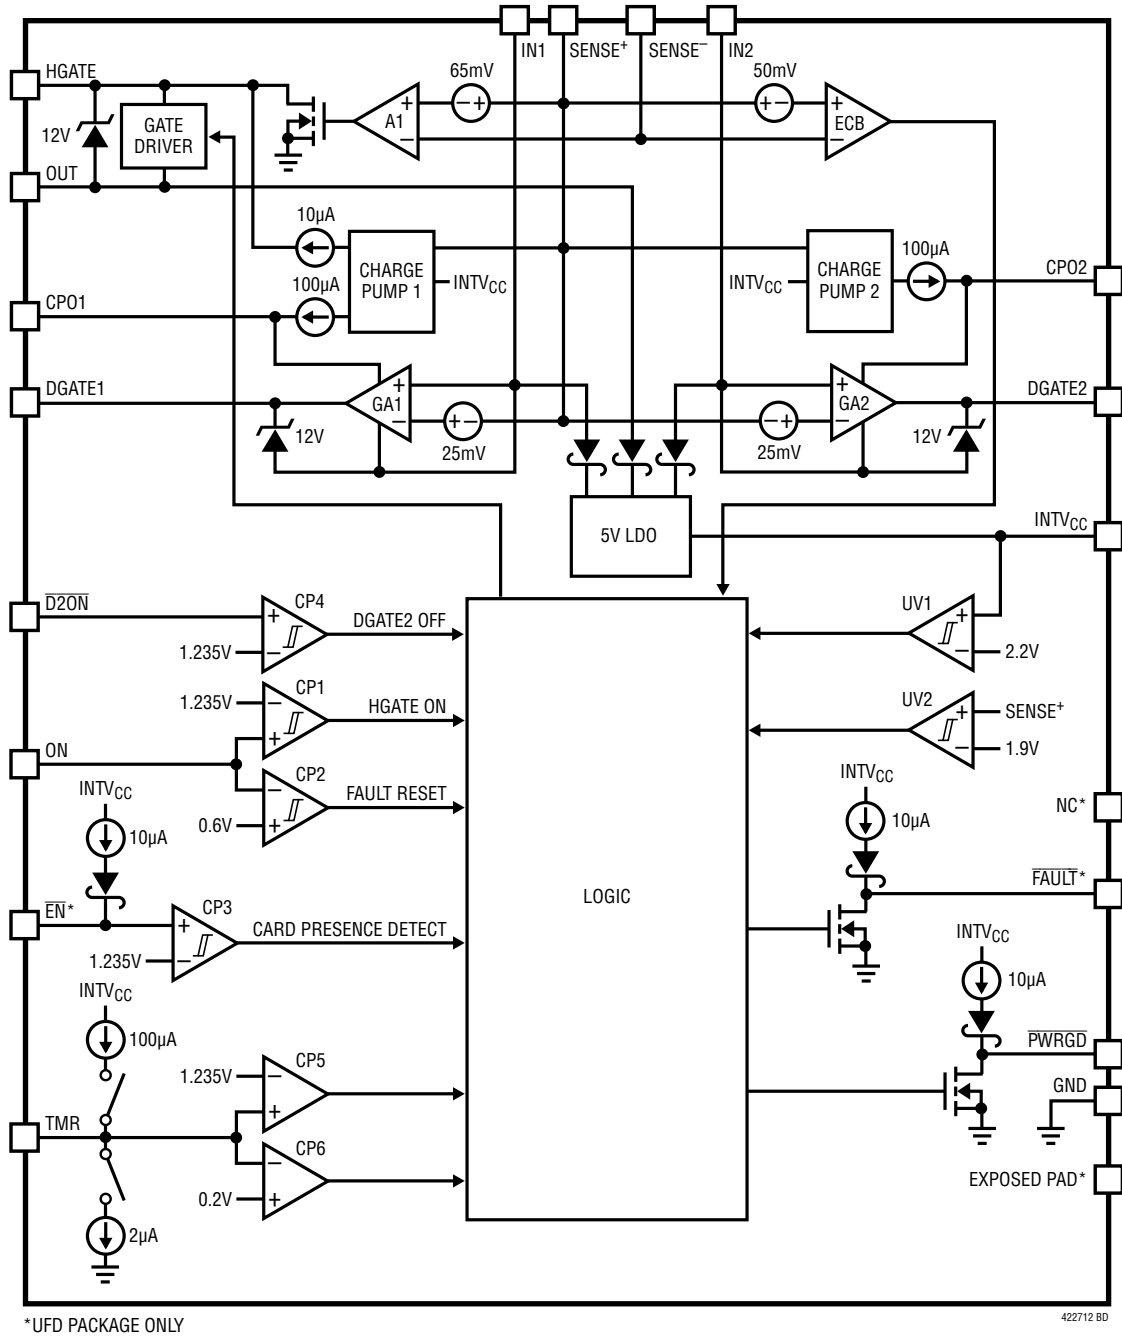 IN1 SENSE+ SENSE− IN2
HGATE
65mV
50mV
A1
ECB
12V
GATE
DRIVER
OUT
10µA
100µA
CHARGE
PUMP 1
INTVCC
INTVCC
CHARGE
PUMP 2
100µA
CPO2
CPO1
DGATE1
GA1
GA2
DGATE2
12V
25mV
25mV
12V
5V LDO
INTVCC
D2ON
CP4
DGATE2 OFF
1.235V
UV1
2.2V
CP1
1.235V
HGATE ON
UV2
SENSE+
1.9V
ON
CP2
FAULT RESET
0.6V
INTVCC
10µA
INTVCC
10µA
NC*
FAULT*
LOGIC
EN*
CP3
CARD PRESENCE DETECT
1.235V
INTVCC
10µA
PWRGD
INTVCC
100µA
CP5
1.235V
GND
TMR
CP6
0.2V
EXPOSED PAD*
2µA
*UFD PACKAGE ONLY
422712 BD